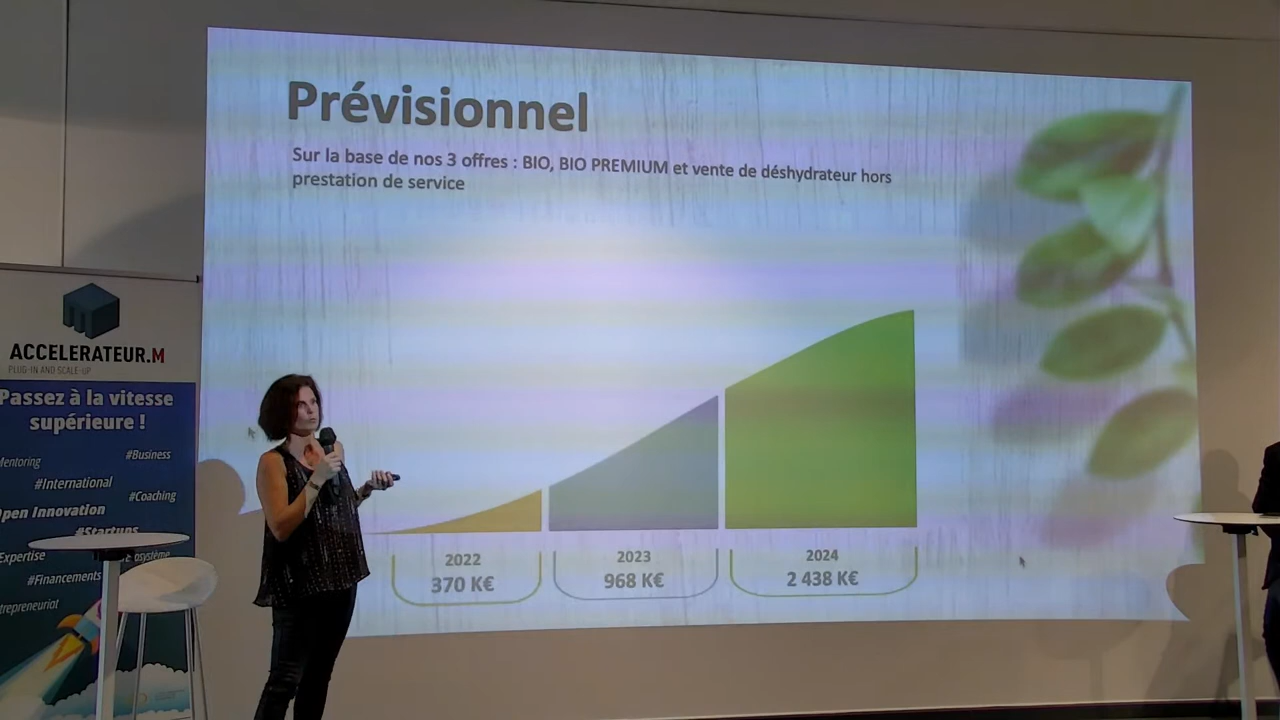 Prévisionnel
Sur la base de nos 3 offres : BIO, BIO PREMIUM et vente de déshydrateur hors
prestation de service
2022
370 K€
2023
968 K€
2024
2 438 K€
ACCELERATEUR.M
PLUG-IN AND SCALE-UP
Passez à la vitesse
supérieure !
#Business
#International
#Coaching
Open Innovation
#Startups
Expertise
#Financements